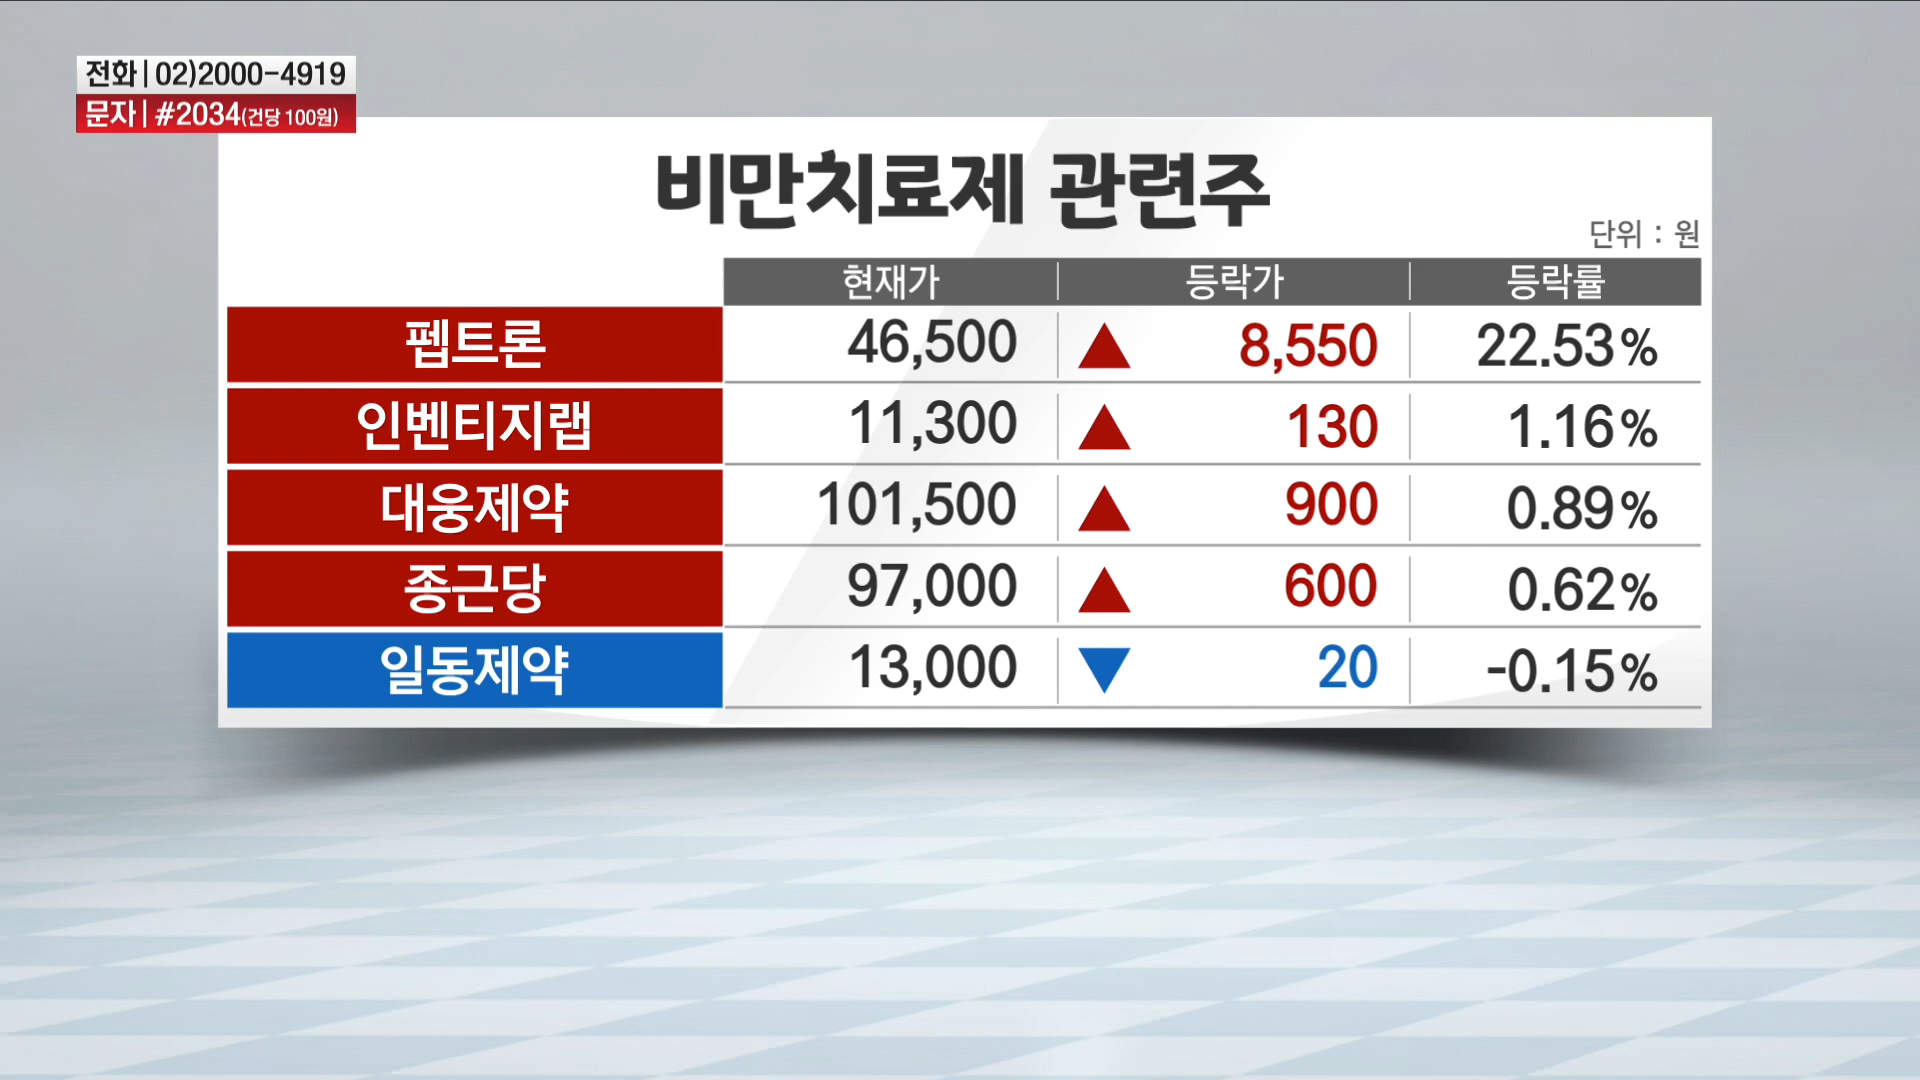 전화 | 02)2000-4919
문자 | #2034(건당 100원)
비만치료제 관련주
단위 : 원
현재가 등락가 등락률
펩트론 46,500 ▲ 8,550 22.53%
인벤티지랩 11,300 ▲ 130 1.16%
대웅제약 101,500 ▲ 900 0.89%
종근당 97,000 ▲ 600 0.62%
일동제약 13,000 ▼ 20 -0.15%